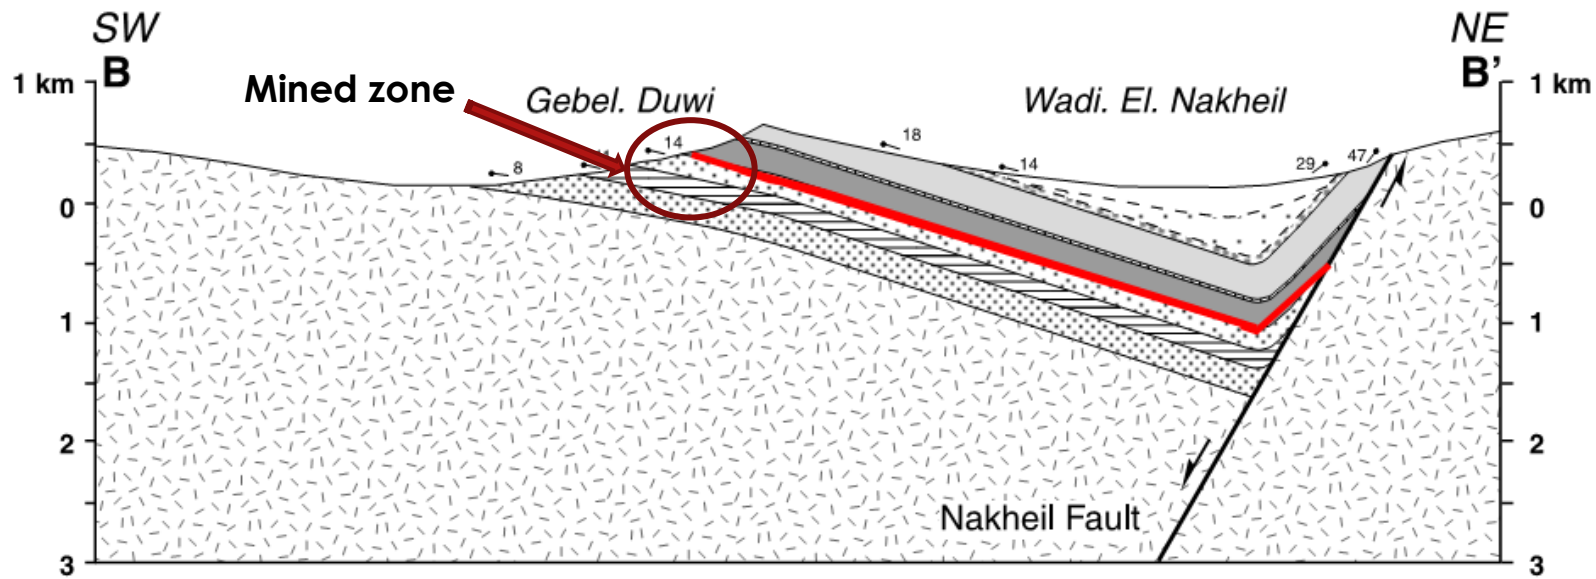 SW
NE
B
B'
1 km
1 km
Mined zone
Gebel. Duwi
Wadi. El. Nakheil
8
14
18
14
29
47
0
0
1
1
2
2
Nakheil Fault
3
3